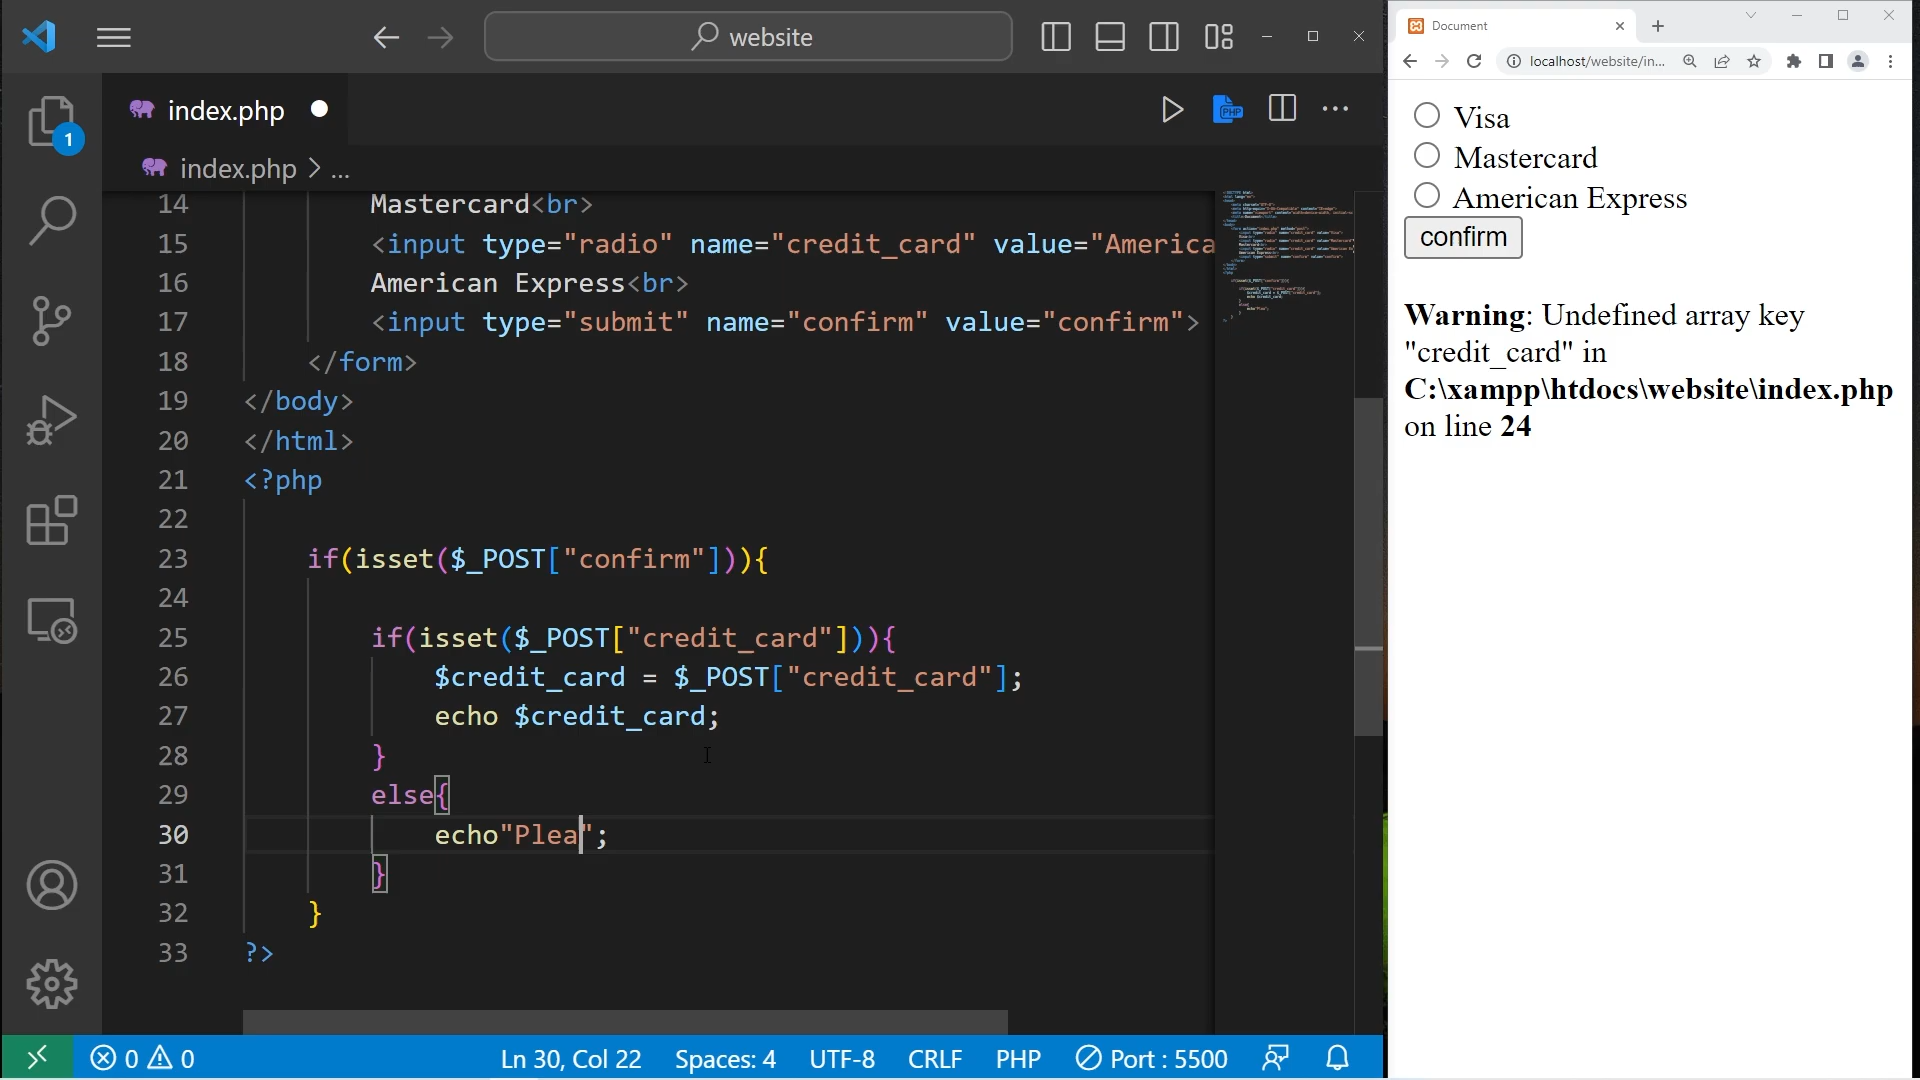 website
index.php
index.php > ...
1
14 Mastercard<br>
15 <input type="radio" name="credit_card" value="America
16 American Express<br>
17 <input type="submit" name="confirm" value="confirm">
18 </form>
19 </body>
20 </html>
21 <?php
22
23 if(isset($_POST["confirm"])){
24
25 if(isset($_POST["credit_card"])){
26 $credit_card = $_POST["credit_card"];
27 echo $credit_card;
28 }
29 else{
30 echo"Plea";
31 }
32 }
33 ?>
0 0
Ln 30, Col 22 Spaces: 4 UTF-8 CRLF PHP Port : 5500
Document
localhost/website/in...
Visa
Mastercard
American Express
confirm
Warning: Undefined array key
"credit_card" in
C:\xampp\htdocs\website\index.php
on line 24